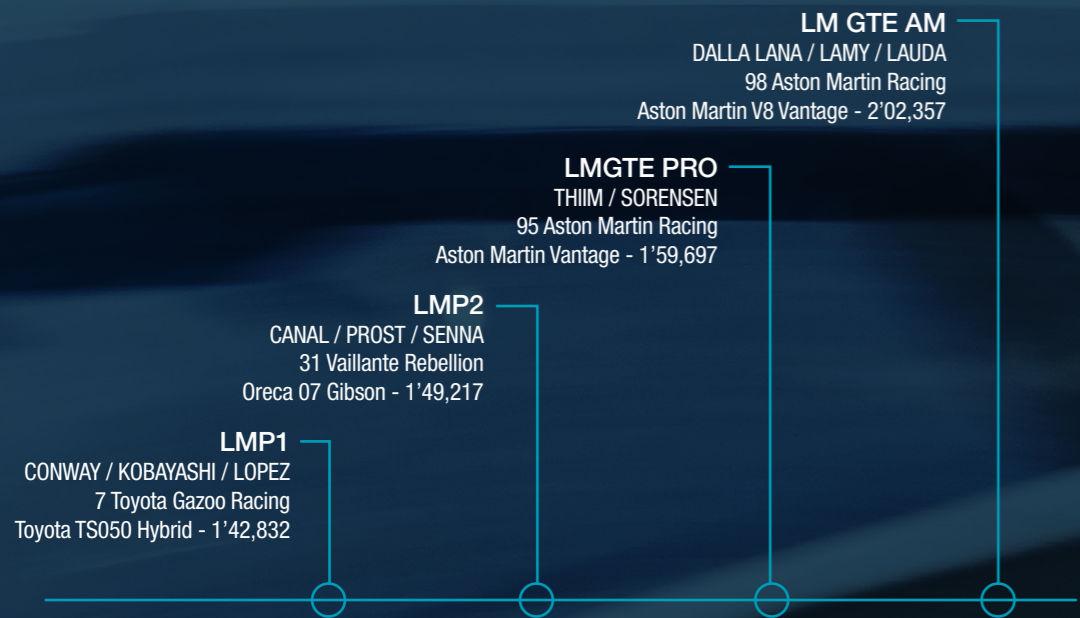 LM GTE AM
DALLA LANA / LAMY / LAUDA
98 Aston Martin Racing
Aston Martin V8 Vantage - 2’02,357
LMGTE PRO
THIIM / SORENSEN
95 Aston Martin Racing
Aston Martin Vantage - 1’59,697
LMP2
CANAL / PROST / SENNA
31 Vaillante Rebellion
Oreca 07 Gibson - 1’49,217
LMP1
CONWAY / KOBAYASHI / LOPEZ
7 Toyota Gazoo Racing
Toyota TS050 Hybrid - 1’42,832